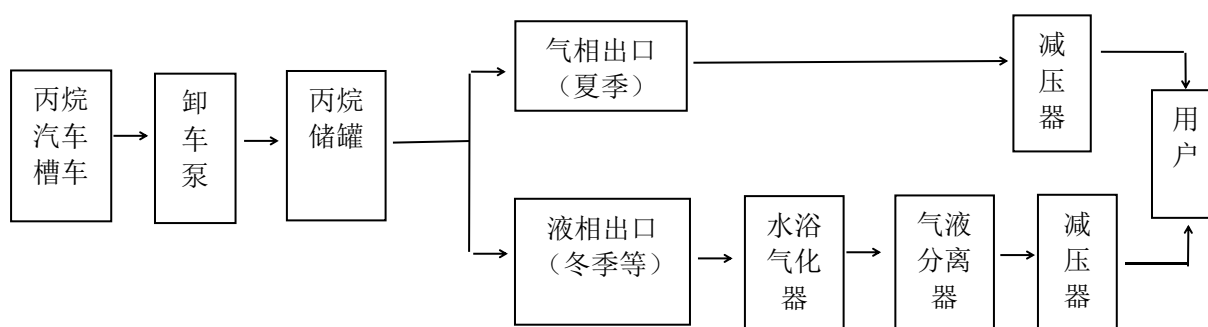 丙烷
汽车
槽车
卸
车
泵
丙烷
储罐
气相出口
（夏季）
减
压
器
用
户
液相出口
（冬季等）
水浴
气化
器
气液
分离
器
减
压
器